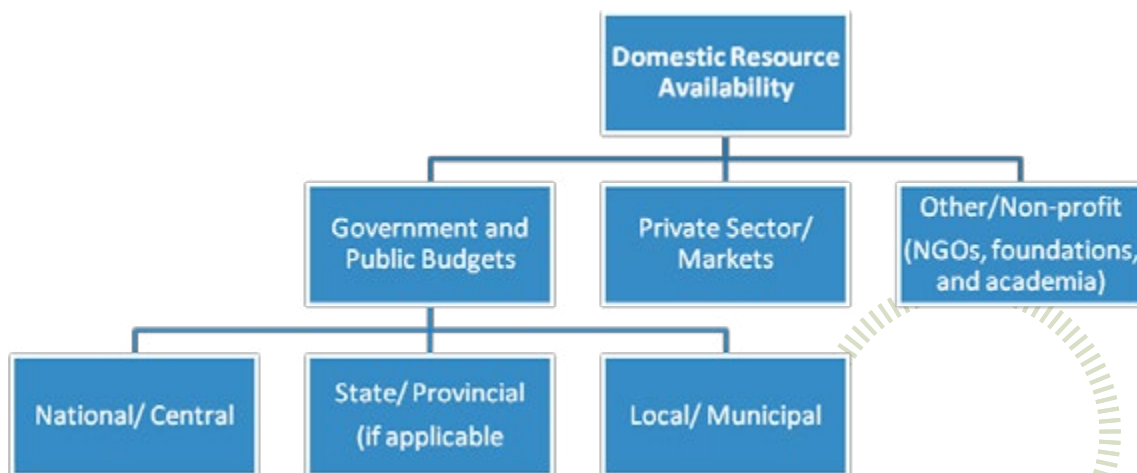 Domestic Resource
Availability
Government and
Public Budgets
Private Sector/
Markets
Other/Non-profit
(NGOs, foundations,
and academia)
National/ Central
State/ Provincial
(if applicable
Local/ Municipal